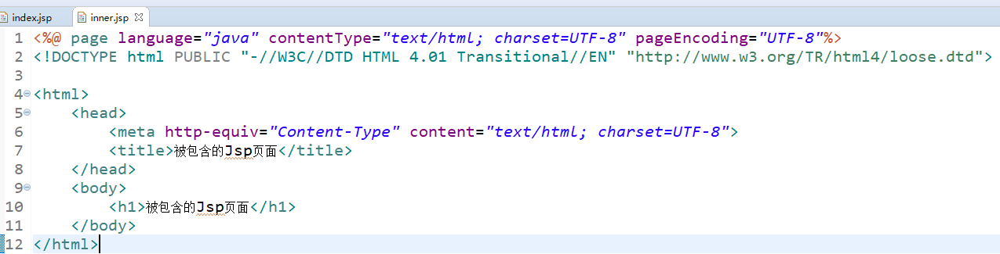 index.jsp inner.jsp
1 <%@ page language="java" contentType="text/html; charset=UTF-8" pageEncoding="UTF-8"%>
2 <!DOCTYPE html PUBLIC "-//W3C//DTD HTML 4.01 Transitional//EN" "http://www.w3.org/TR/html4/loose.dtd">
3
4 <html>
5 <head>
6 <meta http-equiv="Content-Type" content="text/html; charset=UTF-8">
7 <title>被包含的Jsp页面</title>
8 </head>
9 <body>
10 <h1>被包含的Jsp页面</h1>
11 </body>
12 </html>